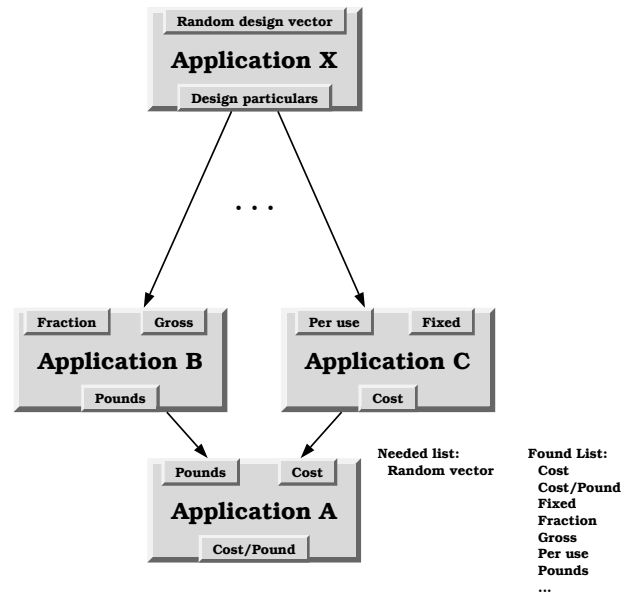 Random design vector
Application X
Design particulars
. . .
Fraction
Gross
Application B
Pounds
Per use
Fixed
Application C
Cost
Pounds
Cost
Application A
Cost/Pound
Needed list:
Random vector
Found List:
Cost
Cost/Pound
Fixed
Fraction
Gross
Per use
Pounds
...